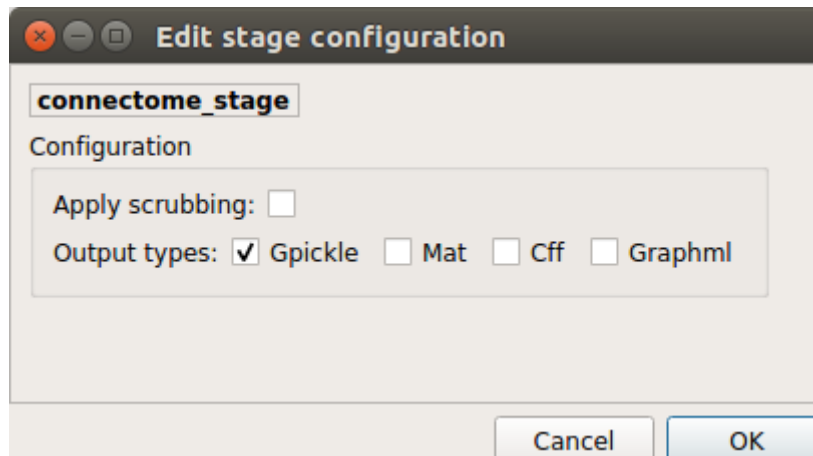 Edit stage configuration
connectome_stage
Configuration
Apply scrubbing:
Output types: Gpickle Mat Cff Graphml
Cancel OK